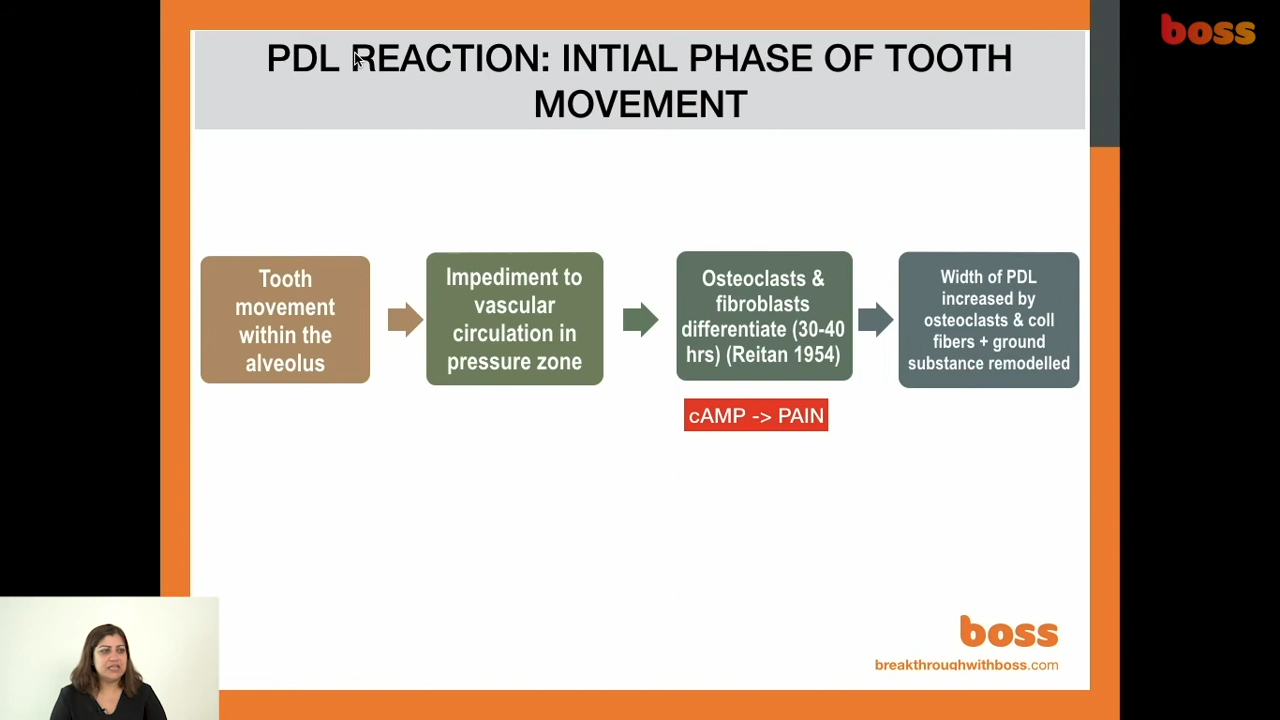 boss
PDL REACTION: INTIAL PHASE OF TOOTH
MOVEMENT
Tooth
movement
within the
alveolus
Impediment to
vascular
circulation in
pressure zone
Osteoclasts &
fibroblasts
differentiate (30-40
hrs) (Reitan 1954)
Width of PDL
increased by
osteoclasts & coll
fibers + ground
substance remodelled
cAMP -> PAIN
boss
breakthroughwithboss.com